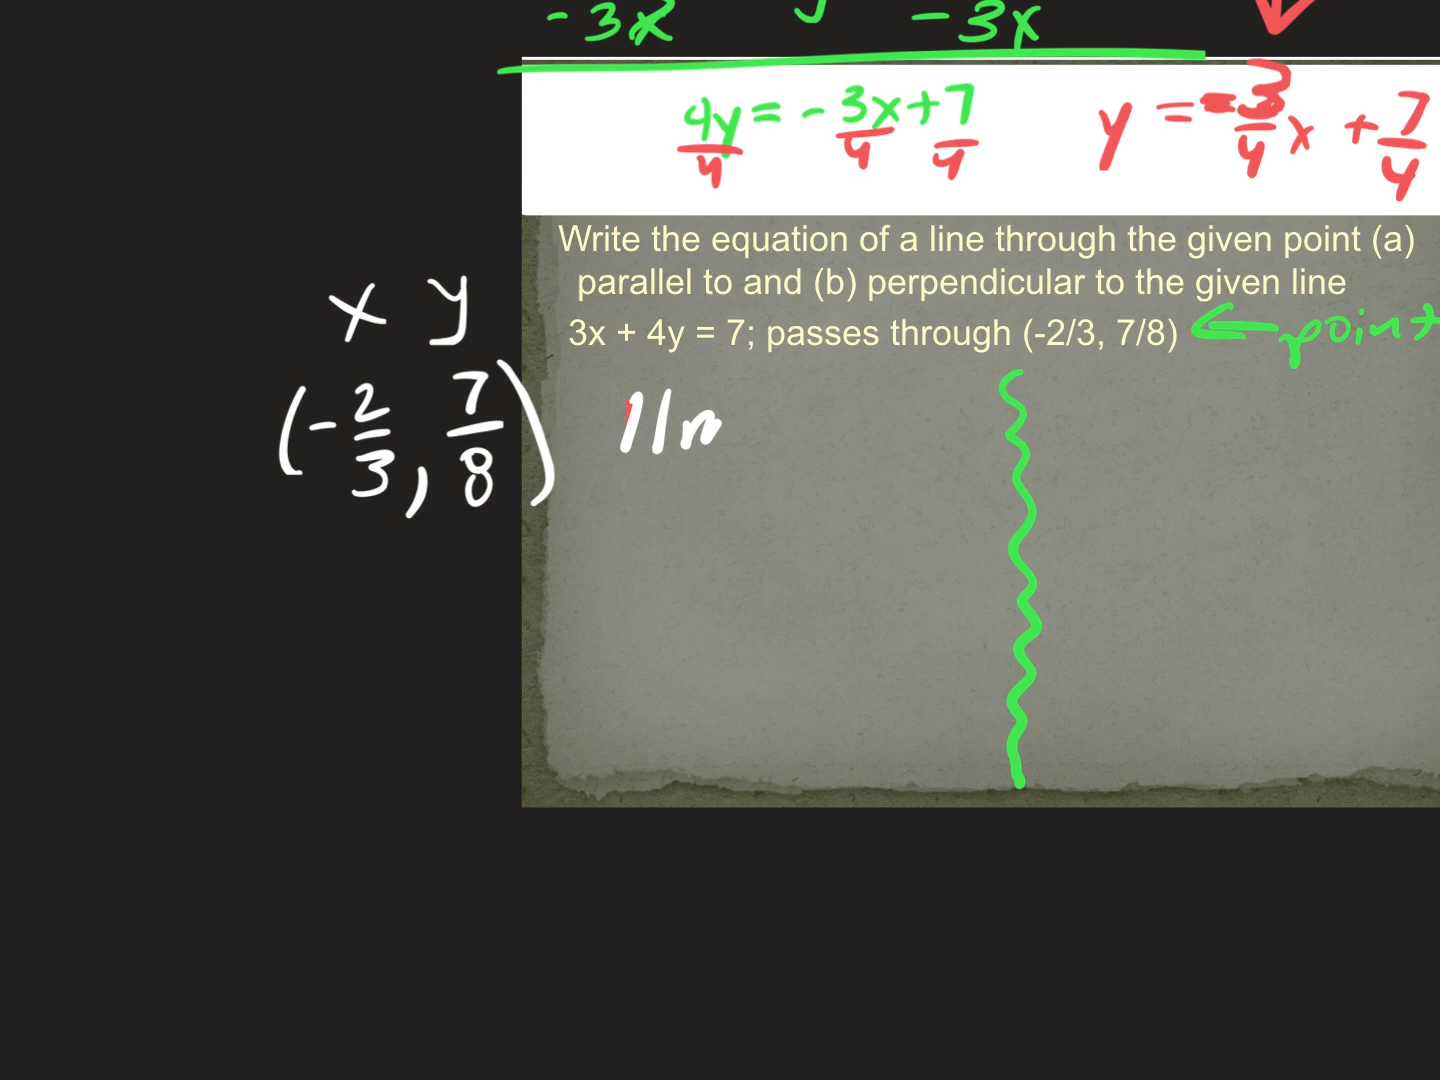 -3x -3x
4y = -3x+7 y = -3/4 x + 7/4
4 4 4
Write the equation of a line through the given point (a)
parallel to and (b) perpendicular to the given line
3x + 4y = 7; passes through (-2/3, 7/8) ← point
x y
(-2/3, 7/8) //m